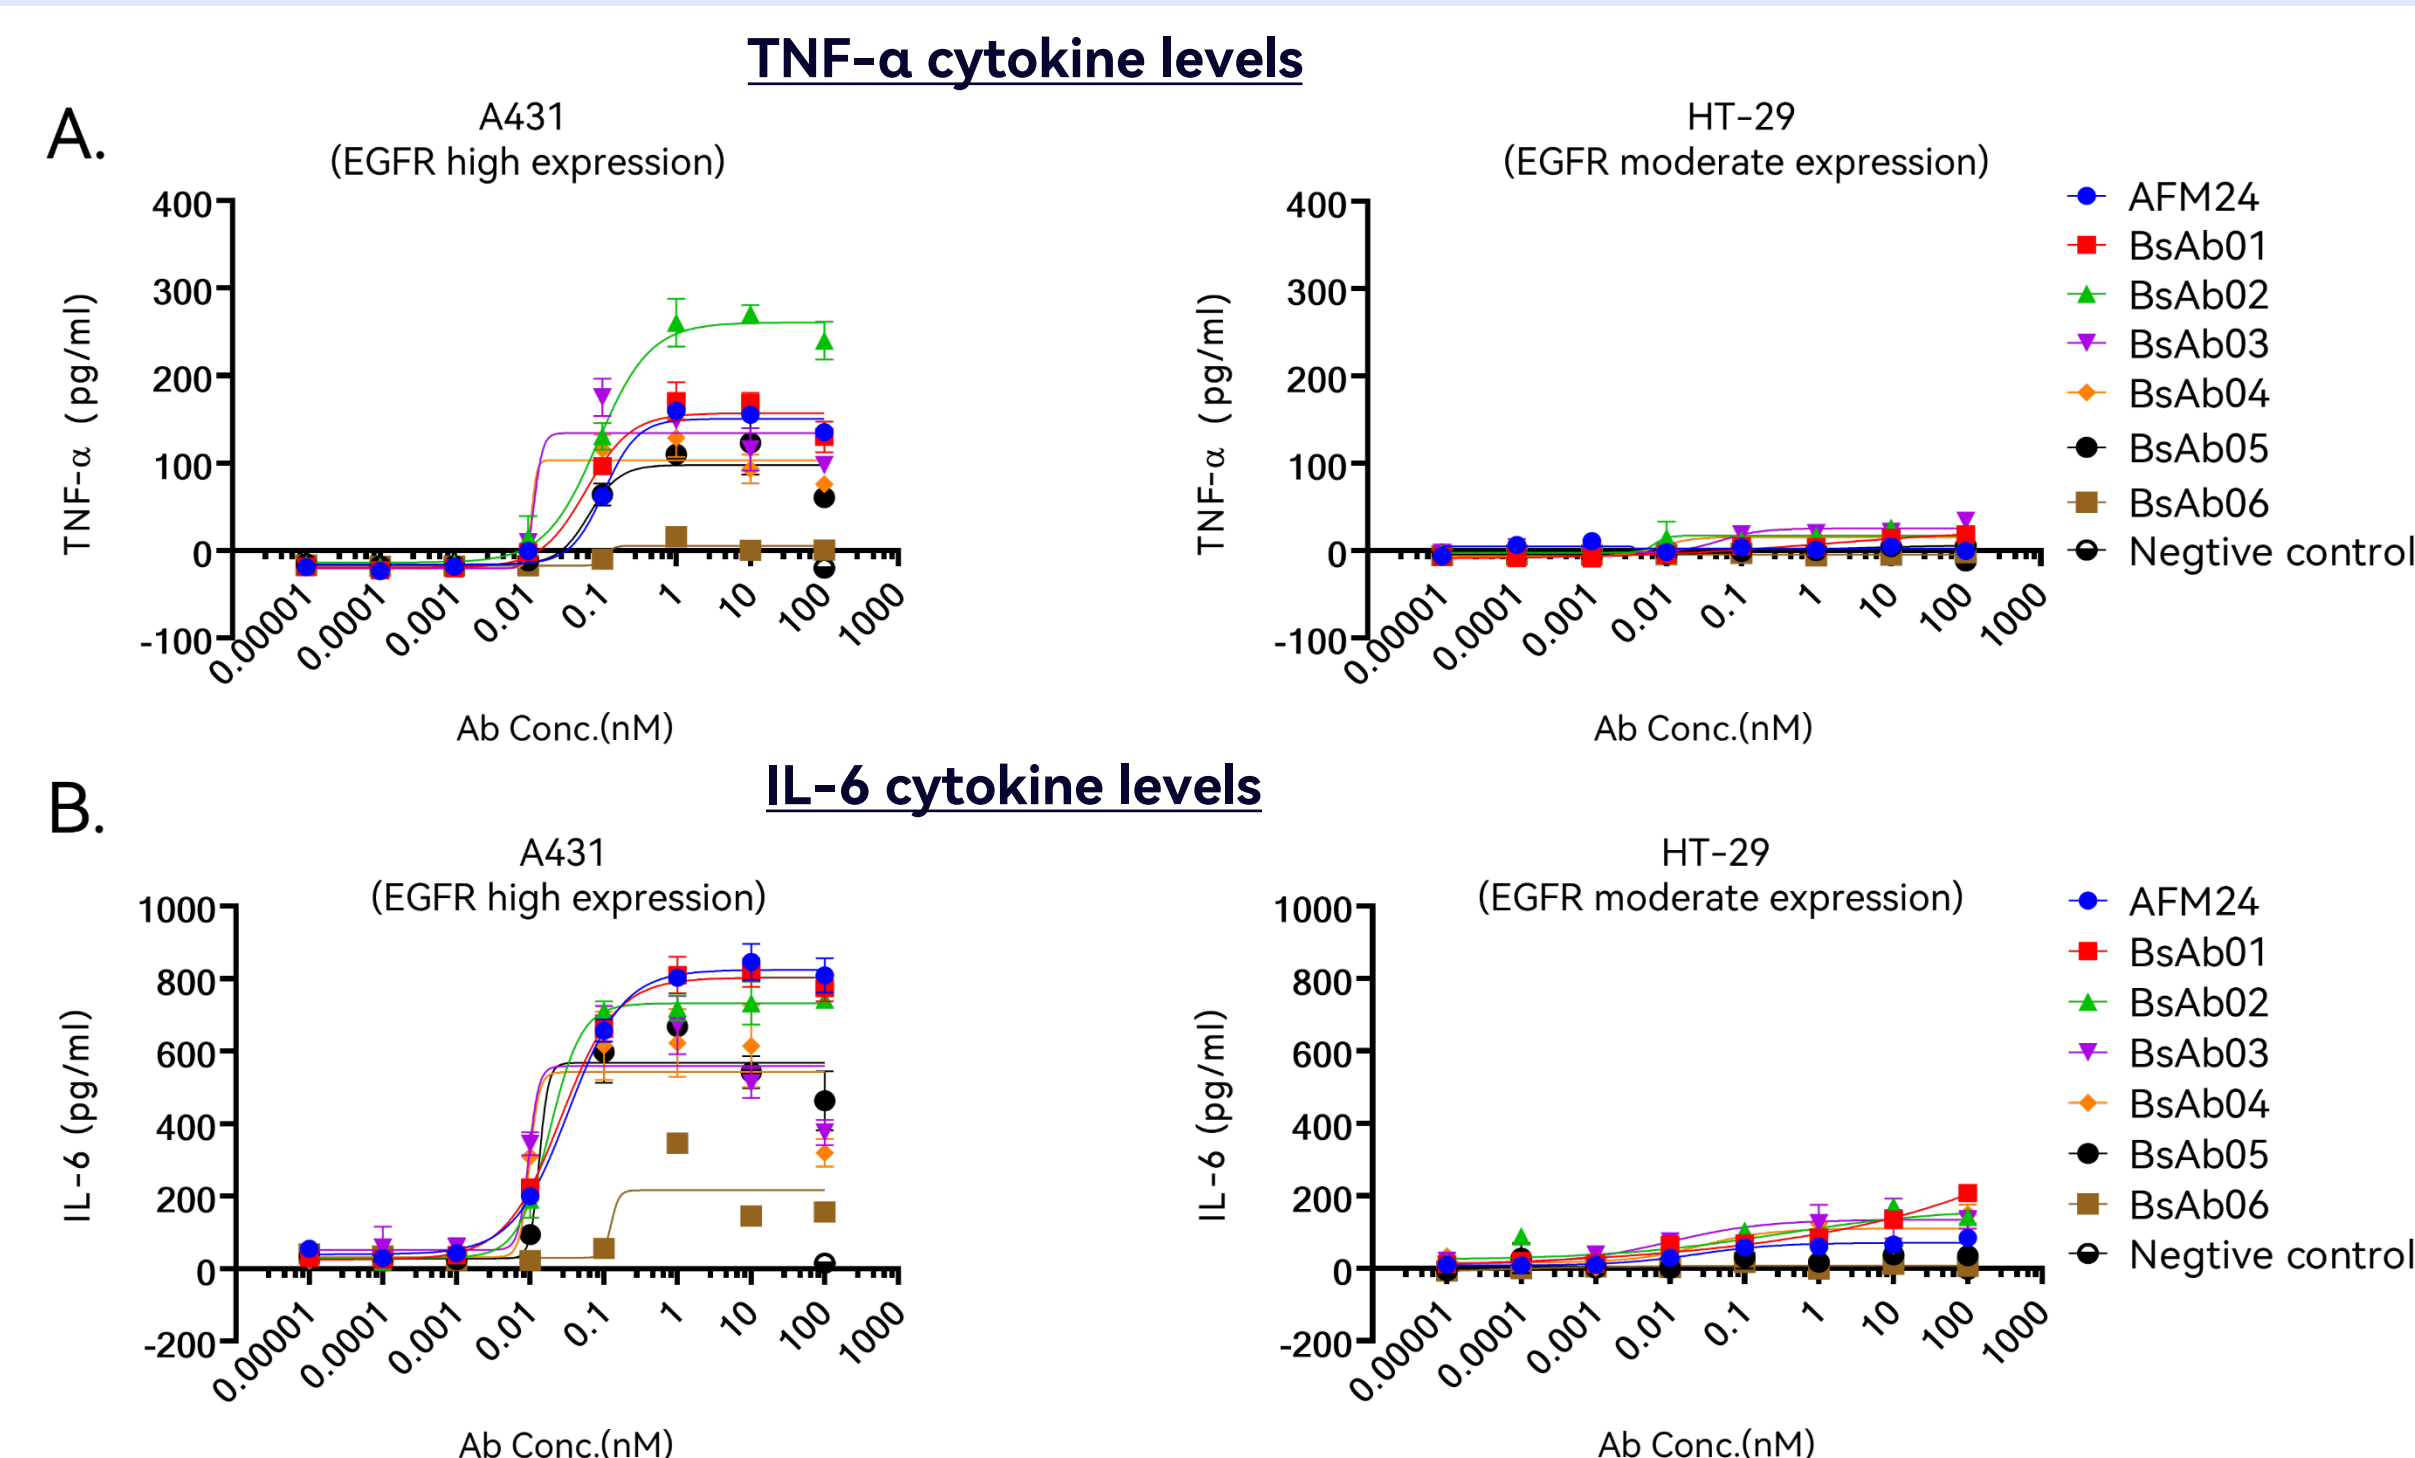 TNF-α cytokine levels
A.
A431
(EGFR high expression)
TNF-α (pg/ml)
400
300
200
100
0
-100
0.00001
0.0001
0.001
0.01
0.1
1
10
100
1000
Ab Conc.(nM)
HT-29
(EGFR moderate expression)
TNF-α (pg/ml)
400
300
200
100
0
-100
0.00001
0.0001
0.001
0.01
0.1
1
10
100
1000
Ab Conc.(nM)
AFM24
BsAb01
BsAb02
BsAb03
BsAb04
BsAb05
BsAb06
Negtive control
IL-6 cytokine levels
B.
A431
(EGFR high expression)
IL-6 (pg/ml)
1000
800
600
400
200
0
-200
0.00001
0.0001
0.001
0.01
0.1
1
10
100
1000
Ab Conc.(nM)
HT-29
(EGFR moderate expression)
IL-6 (pg/ml)
1000
800
600
400
200
0
-200
0.00001
0.0001
0.001
0.01
0.1
1
10
100
1000
Ab Conc.(nM)
AFM24
BsAb01
BsAb02
BsAb03
BsAb04
BsAb05
BsAb06
Negtive control